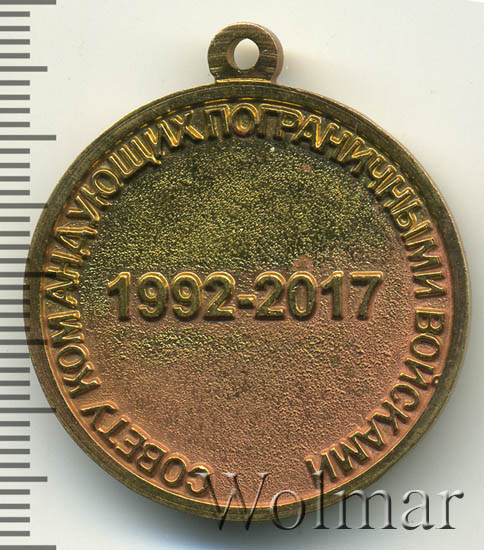 СОВЕТУ КОМАНДУЮЩИХ ПОГРАНИЧНЫМИ ВОЙСКАМИ
1992-2017
Wolmar